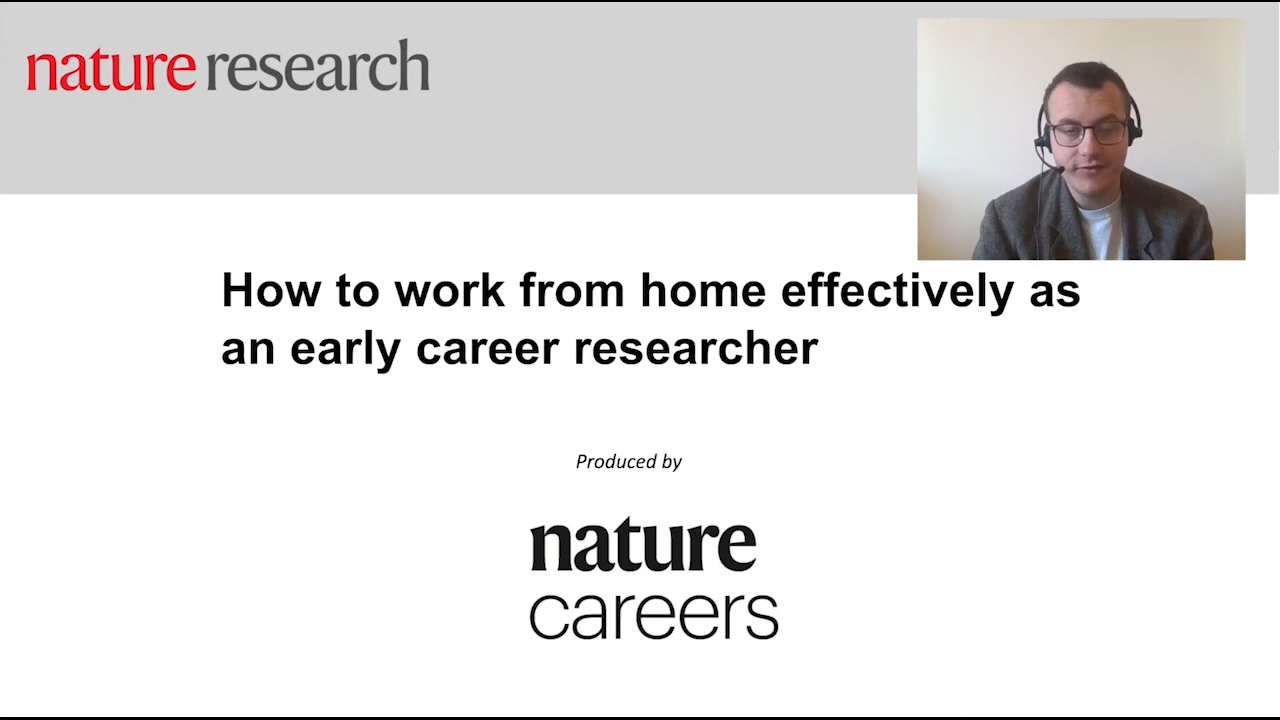 nature research
How to work from home effectively as
an early career researcher
Produced by
nature
careers